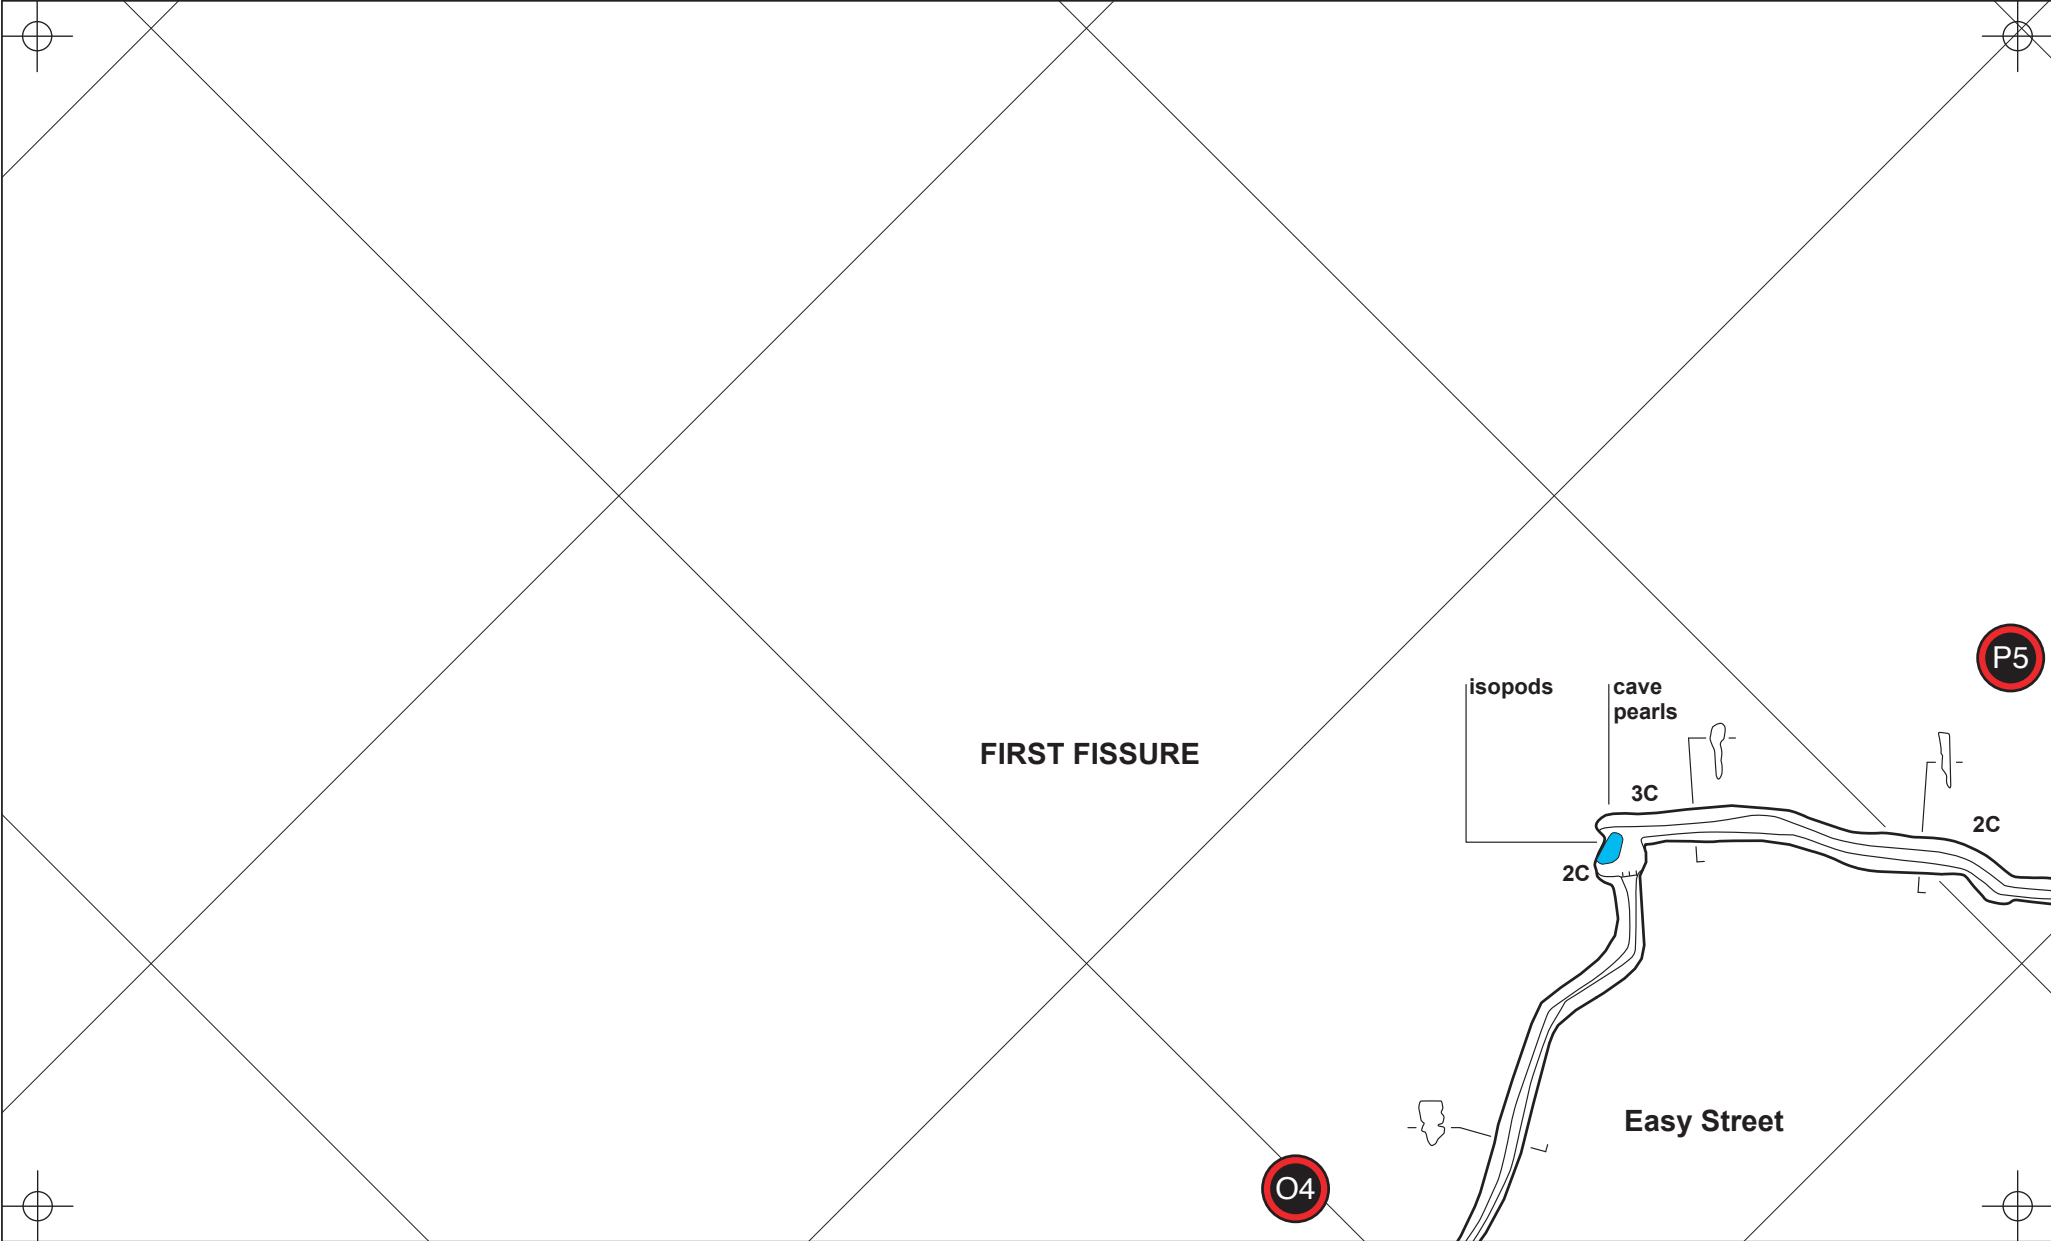 P5
isopods
cave
pearls
FIRST FISSURE
3C
2C
2C
Easy Street
O4